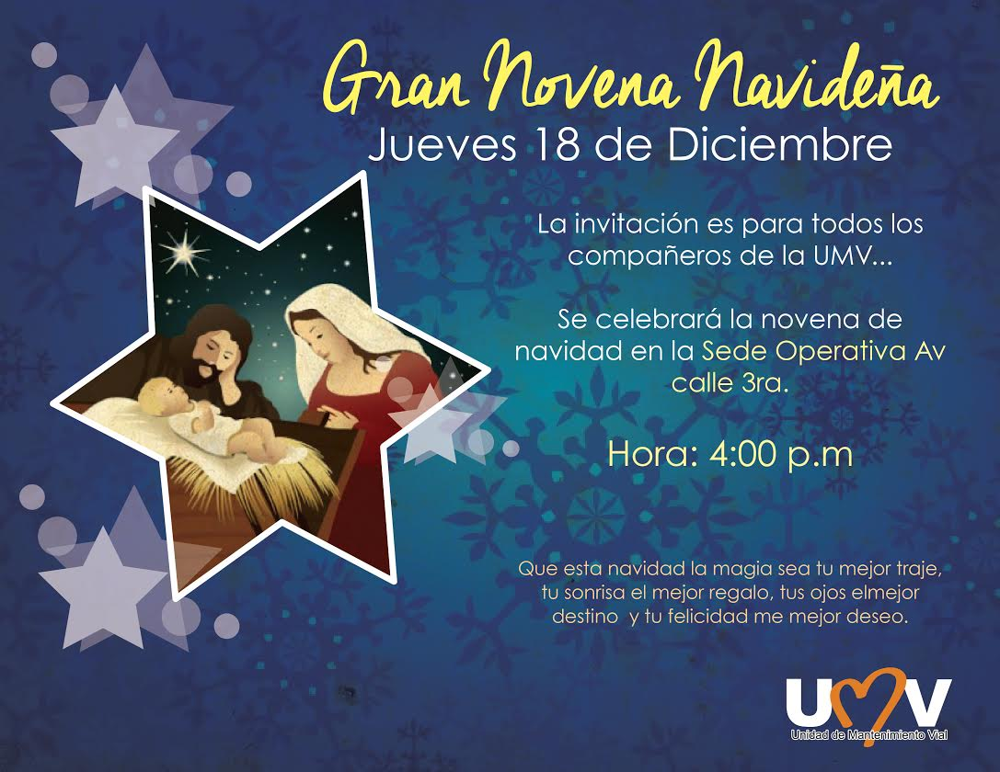 Gran Novena Navideña
Jueves 18 de Diciembre
La invitación es para todos los
compañeros de la UMV...
Se celebrará la novena de
navidad en la Sede Operativa Av
calle 3ra.
Hora: 4:00 p.m
Que esta navidad la magia sea tu mejor traje,
tu sonrisa el mejor regalo, tus ojos elmejor
destino y tu felicidad me mejor deseo.
UMV
Unidad de Mantenimiento Vial